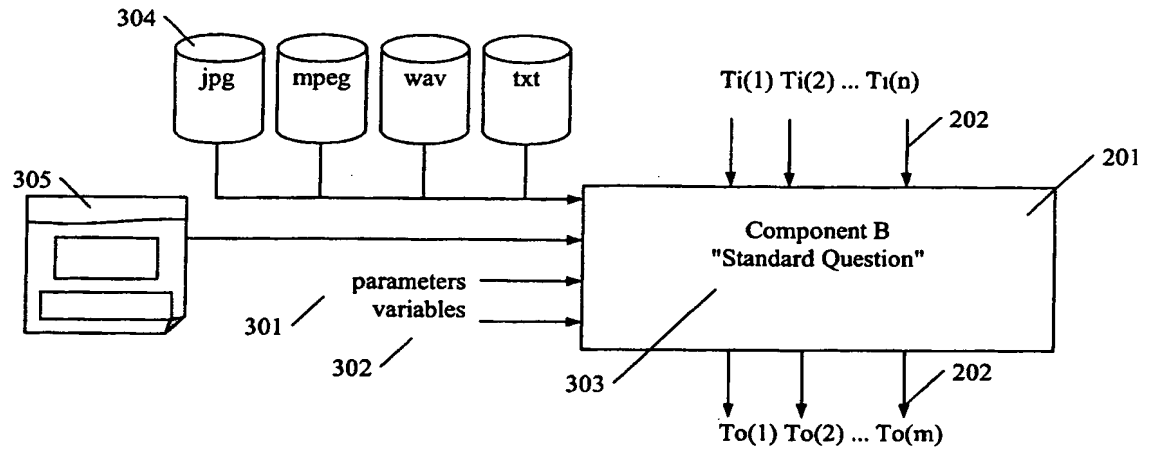 304
jpg mpeg wav txt
Ti(1) Ti(2) ... Ti(n)
202
201
305
Component B
"Standard Question"
parameters
variables
301
302
303
202
To(1) To(2) ... To(m)